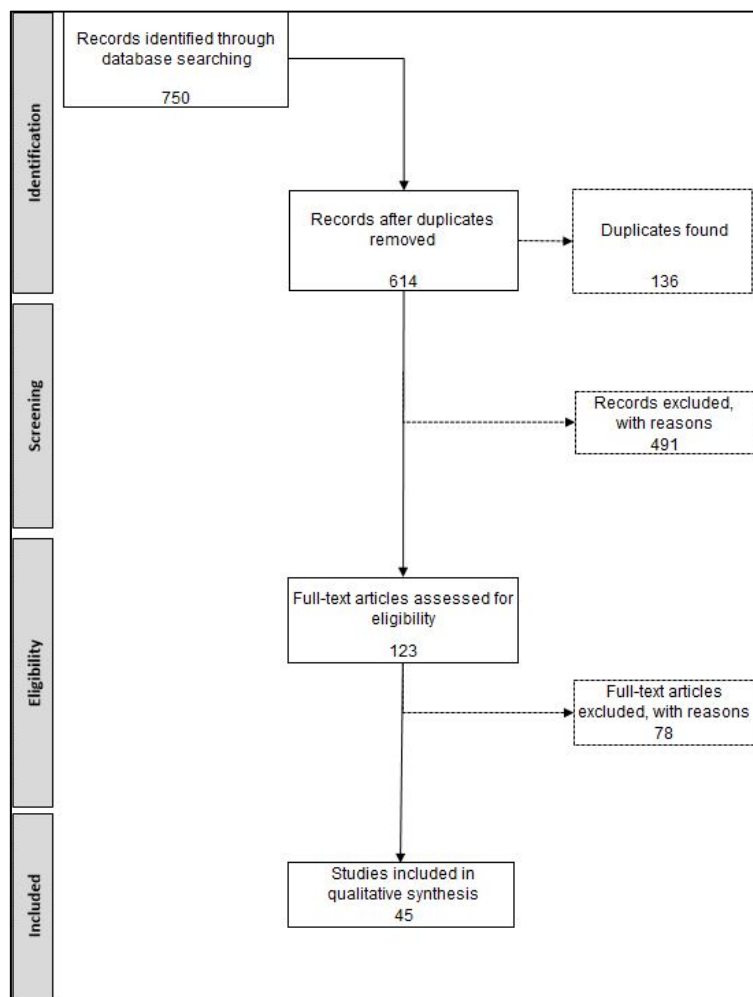 Identification
Records identified through
database searching
750
Records after duplicates
removed
614
Duplicates found
136
Screening
Records excluded,
with reasons
491
Eligibility
Full-text articles assessed for
eligibility
123
Full-text articles
excluded, with reasons
78
Included
Studies included in
qualitative synthesis
45